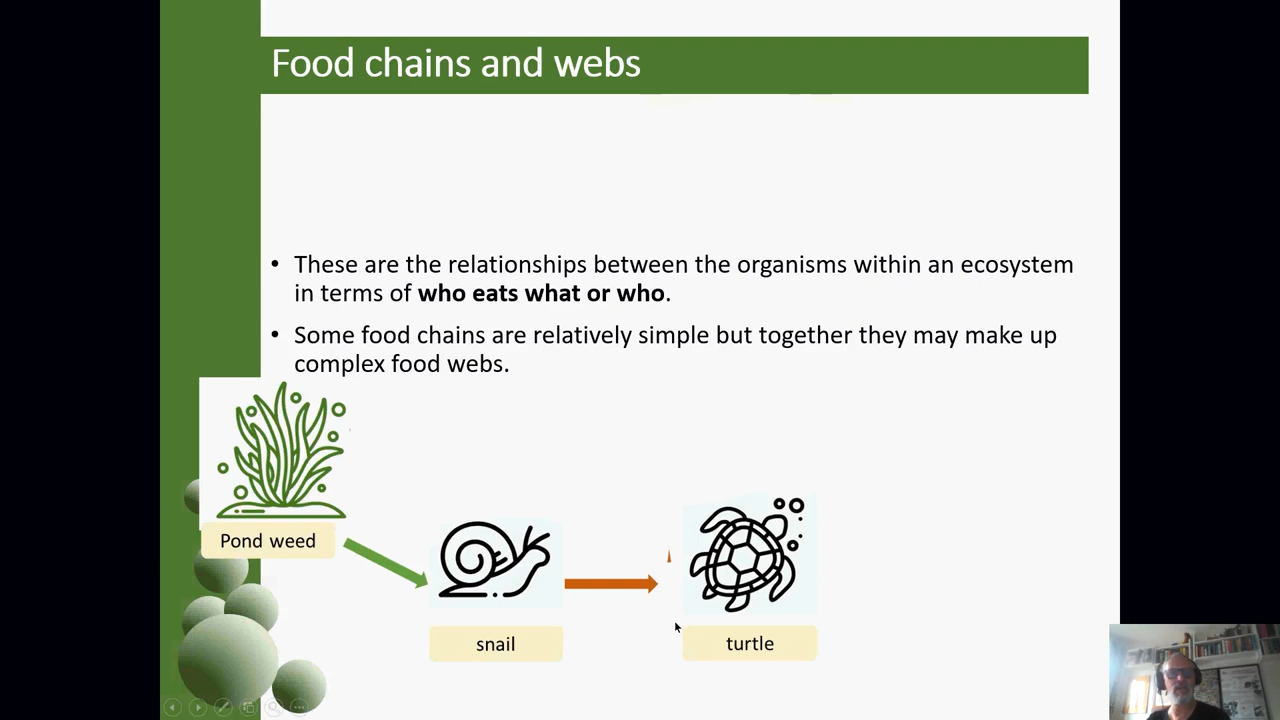 Food chains and webs
• These are the relationships between the organisms within an ecosystem
in terms of who eats what or who.
• Some food chains are relatively simple but together they may make up
complex food webs.
Pond weed
snail
turtle